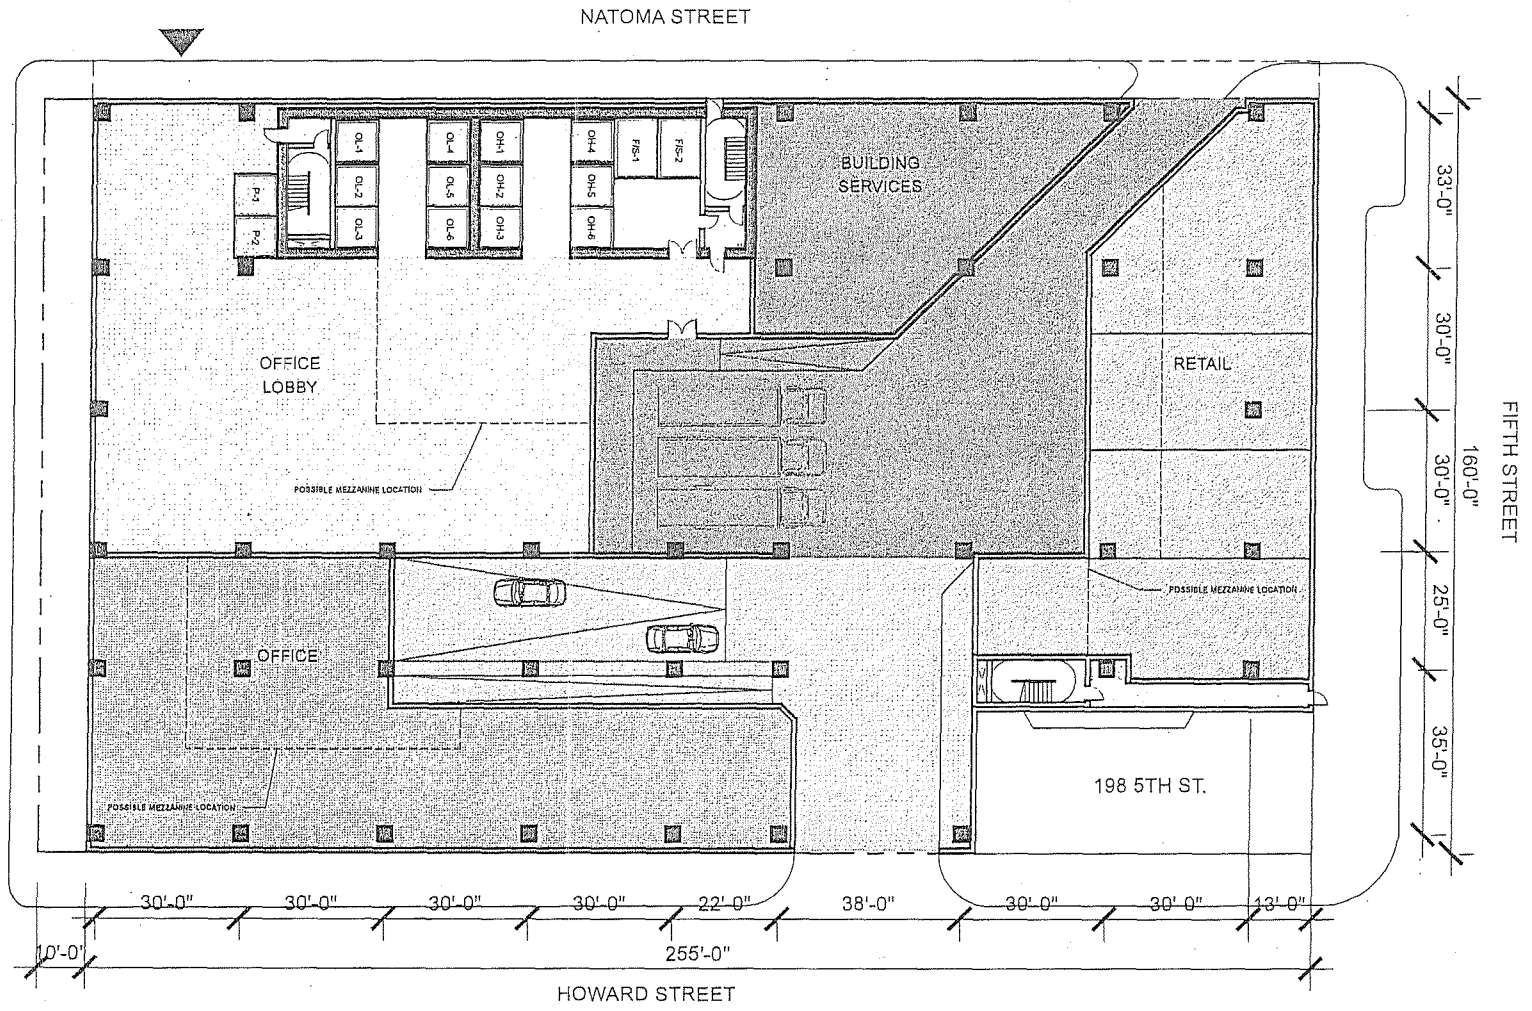 NATOMA STREET
OL-1
OL-4
OH-1
OH-4
F/S-1
F/S-2
BUILDING
SERVICES
P-1
OL-2
OL-5
OH-2
OH-5
P-2
OL-3
OL-6
OH-3
OH-6
33'-0"
30'-0"
OFFICE
LOBBY
RETAIL
FIFTH STREET
160'-0"
30'-0"
POSSIBLE MEZZANINE LOCATION
POSSIBLE MEZZANINE LOCATION
25'-0"
OFFICE
35'-0"
198 5TH ST.
POSSIBLE MEZZANINE LOCATION
30'-0"
30'-0"
30'-0"
30'-0"
22'-0"
38'-0"
30'-0"
30' 0"
13'-0"
10'-0'
255'-0"
HOWARD STREET